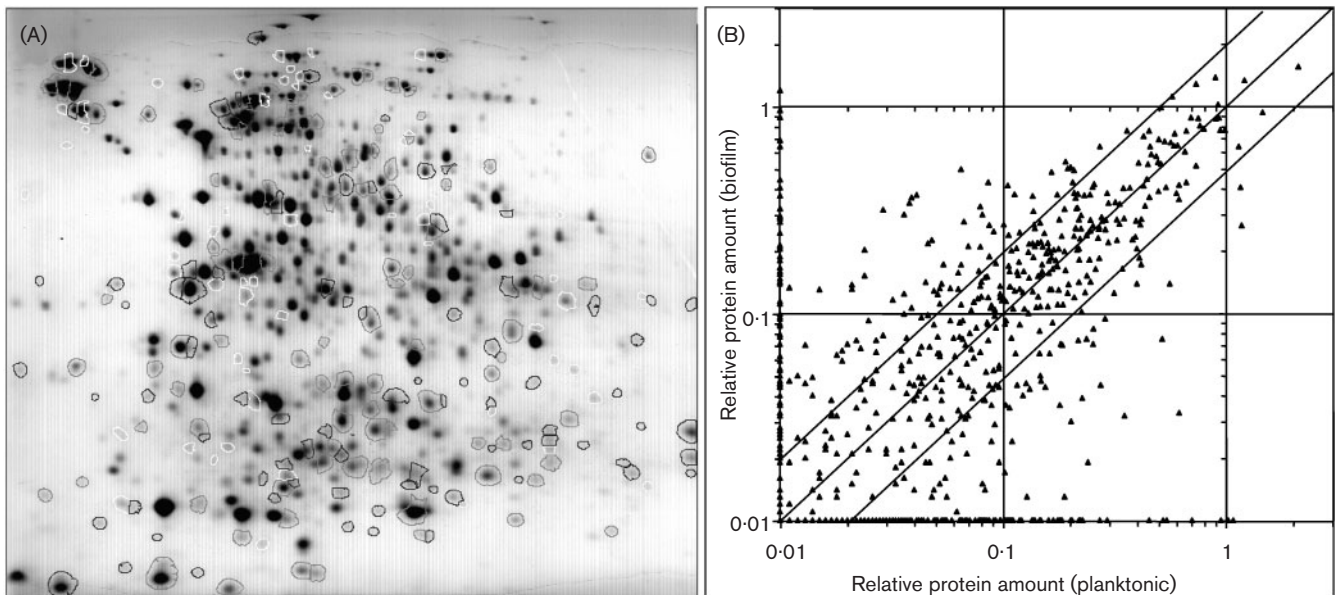 (A)
(B)
Relative protein amount (biofilm)
1
0·1
0·01
0·01
0·1
1
Relative protein amount (planktonic)